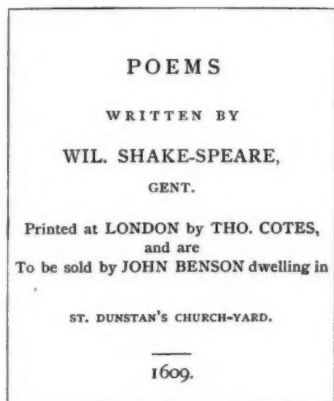 POEMS
WRITTEN BY
WIL. SHAKE-SPEARE,
GENT.
Printed at LONDON by THO. COTES,
and are
To be sold by JOHN BENSON dwelling in
ST. DUNSTAN'S CHURCH-YARD.
1609.